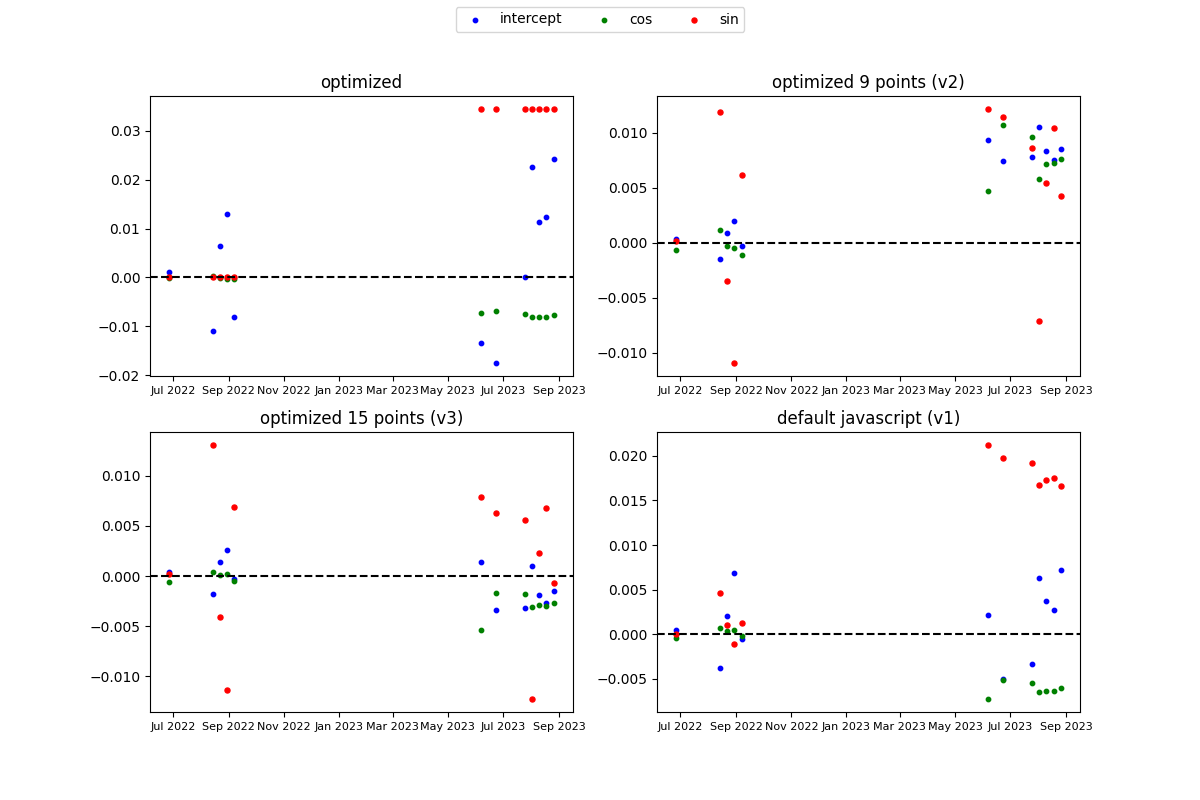 intercept cos sin
optimized
0.03
0.02
0.01
0.00
−0.01
−0.02
Jul 2022 Sep 2022 Nov 2022 Jan 2023 Mar 2023 May 2023 Jul 2023 Sep 2023
optimized 9 points (v2)
0.010
0.005
0.000
−0.005
−0.010
Jul 2022 Sep 2022 Nov 2022 Jan 2023 Mar 2023 May 2023 Jul 2023 Sep 2023
optimized 15 points (v3)
0.010
0.005
0.000
−0.005
−0.010
Jul 2022 Sep 2022 Nov 2022 Jan 2023 Mar 2023 May 2023 Jul 2023 Sep 2023
default javascript (v1)
0.020
0.015
0.010
0.005
0.000
−0.005
Jul 2022 Sep 2022 Nov 2022 Jan 2023 Mar 2023 May 2023 Jul 2023 Sep 2023